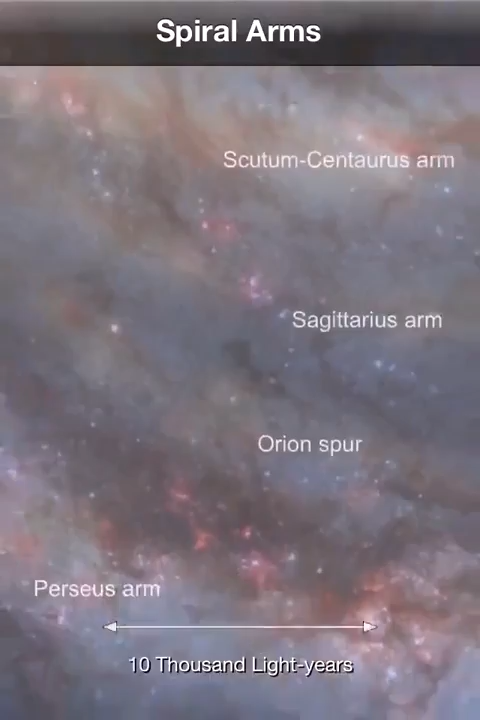 Spiral Arms
Scutum-Centaurus arm
Sagittarius arm
Orion spur
Perseus arm
10 Thousand Light-years